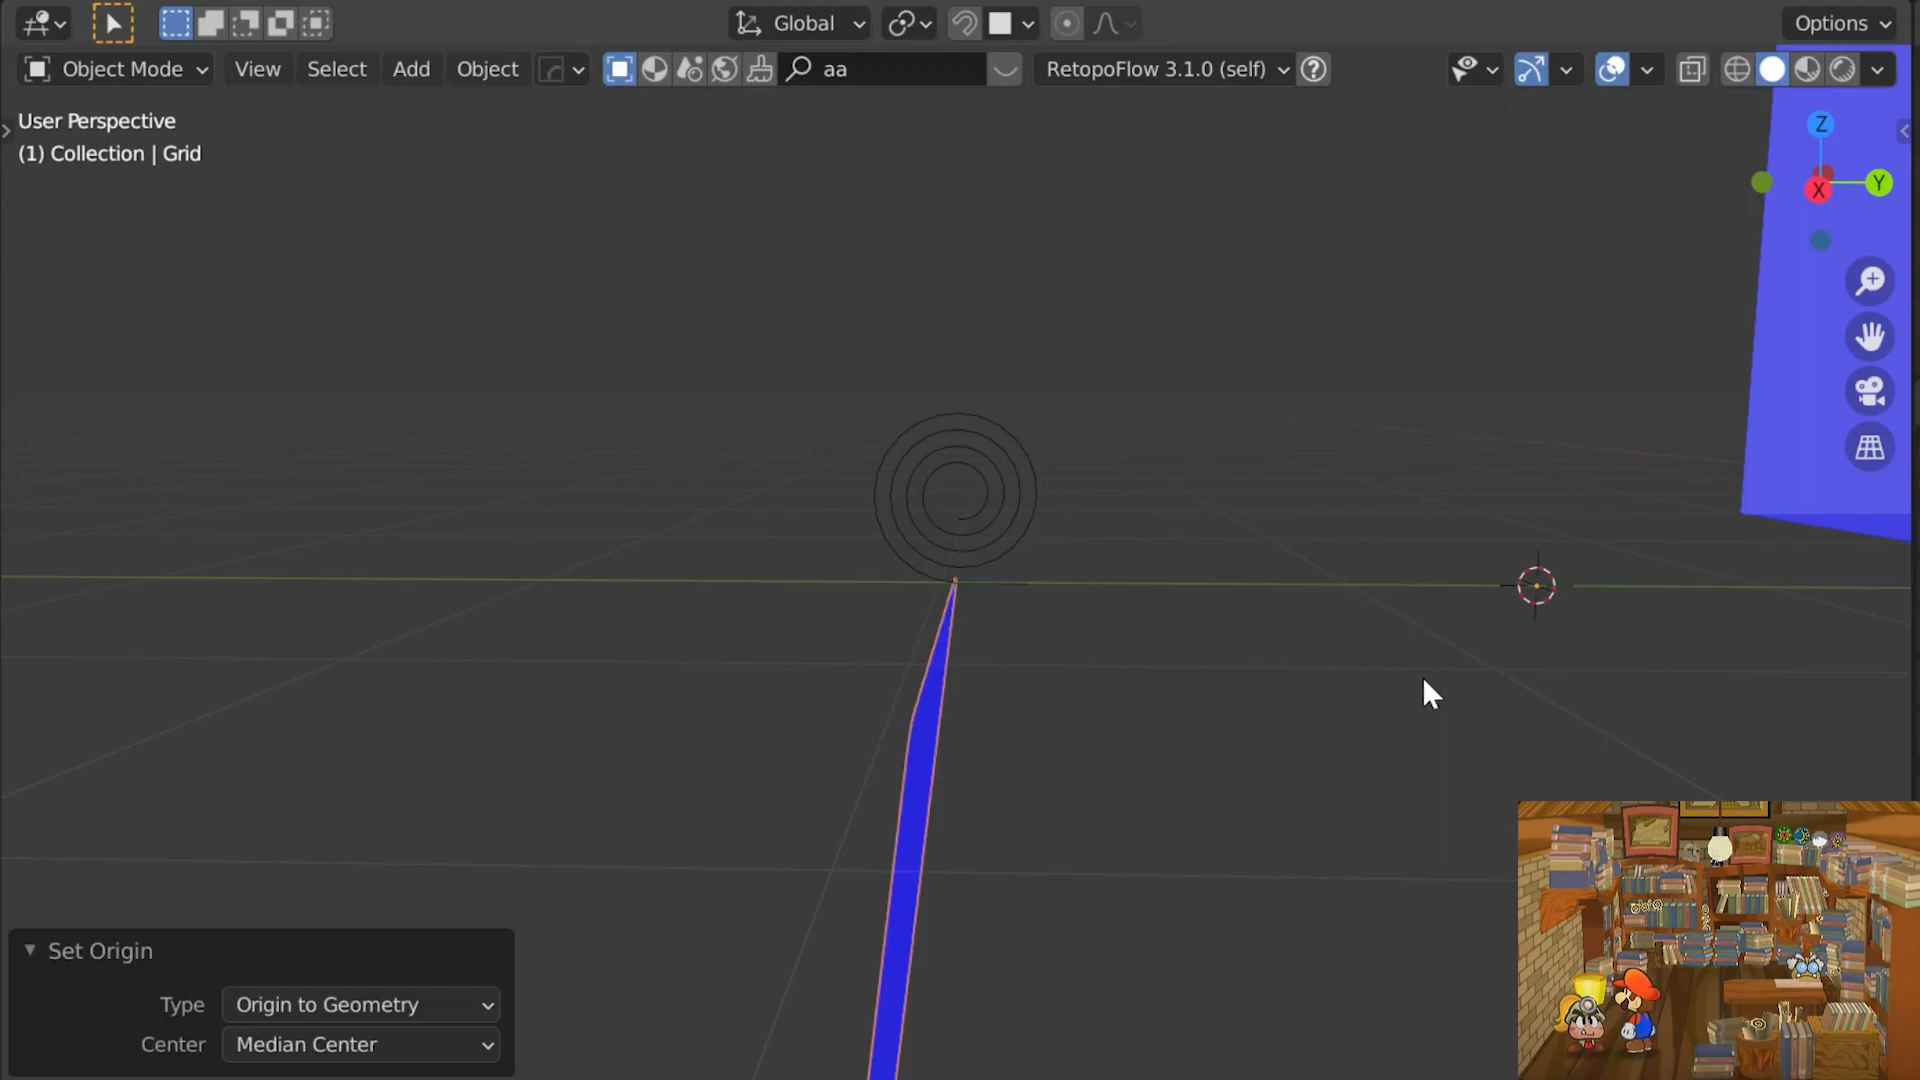 Global
Options
Object Mode
View
Select
Add
Object
aa
RetopoFlow 3.1.0 (self)
User Perspective
(1) Collection | Grid
Z
X
Y
Set Origin
Type
Origin to Geometry
Center
Median Center